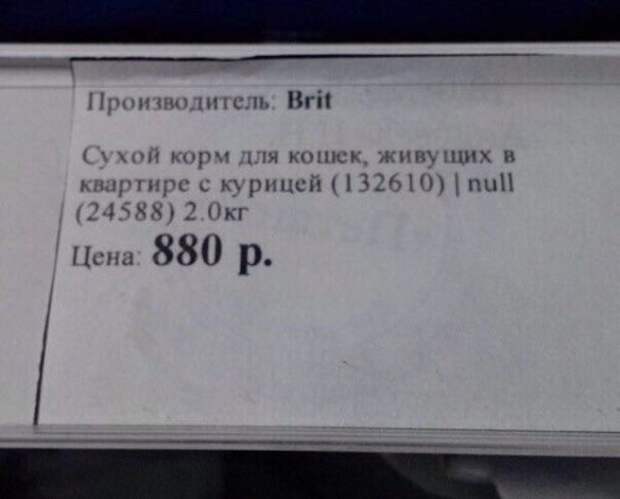 Производитель: Brit
Сухой корм для кошек, живущих в
квартире с курицей (132610) | null
(24588) 2.0кг
Цена: 880 р.